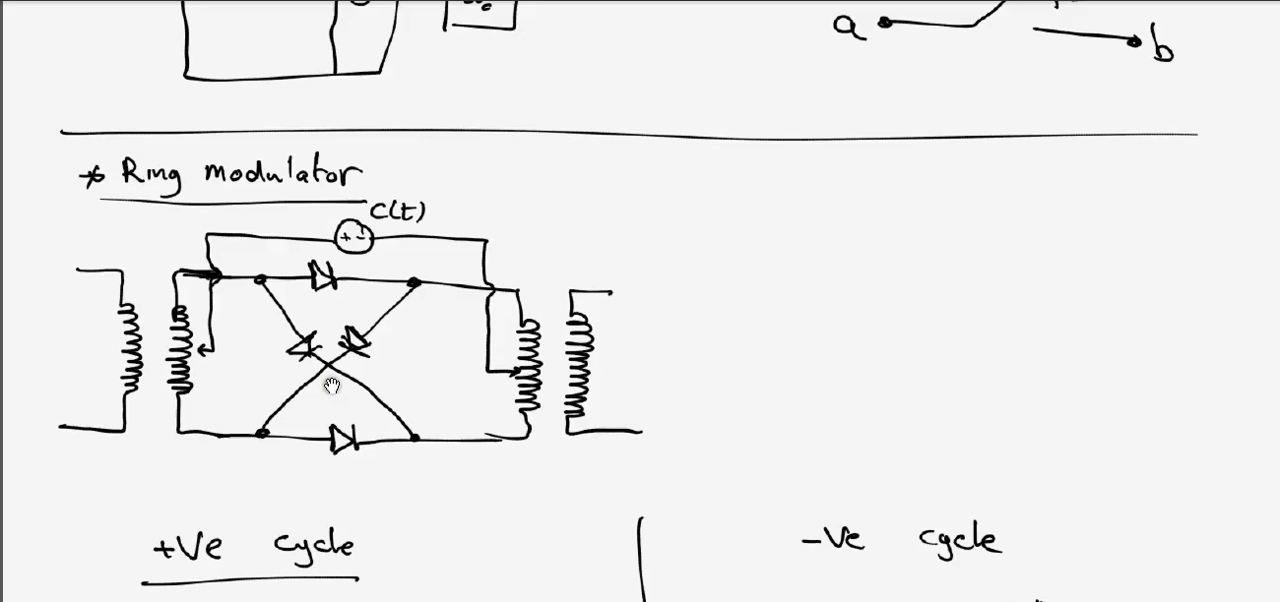 a
b
* Ring modulator
C(t)
+ -
+Ve cycle
-Ve cycle